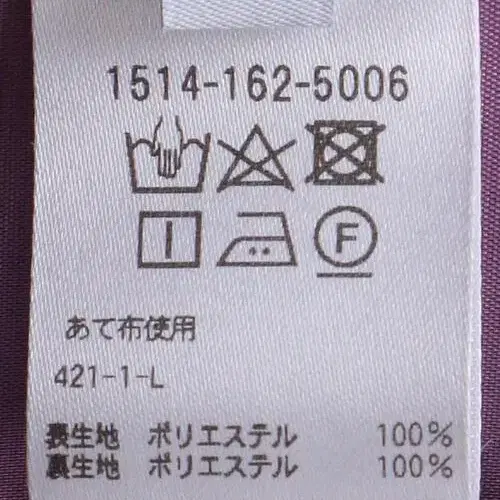 1514-162-5006
F
あて布使用
421-1-L
表生地 ポリエステル 100%
裏生地 ポリエステル 100%